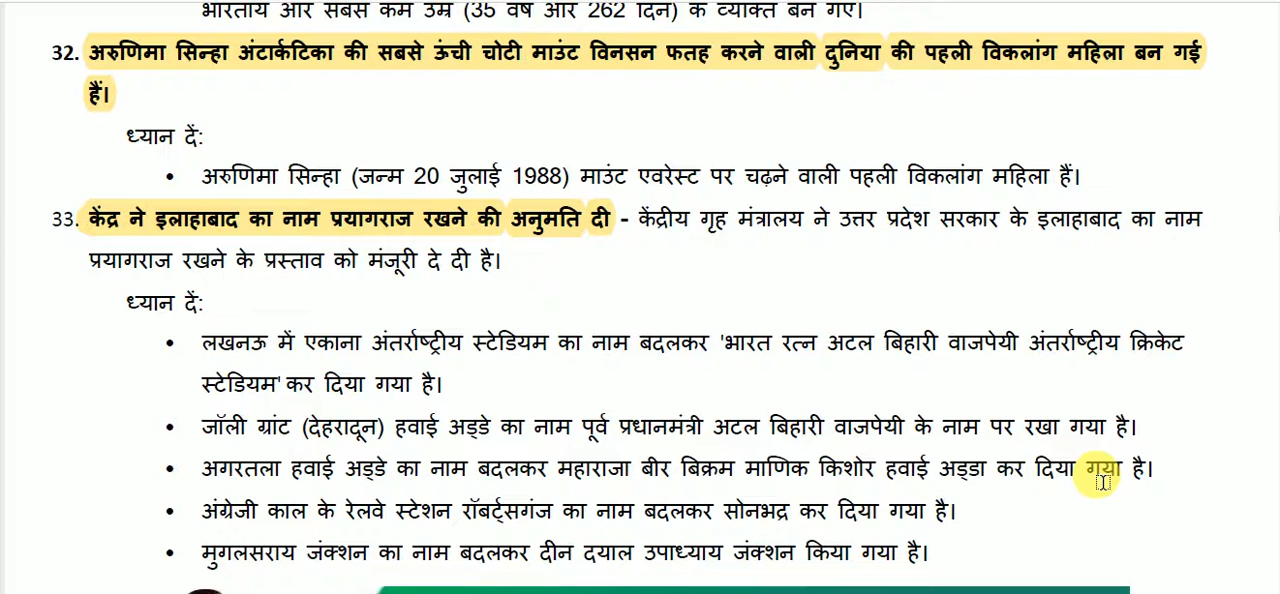 भारतीय और सबसे कम उम्र (35 वर्ष और 262 दिन) के व्यक्ति बन गए।
32. अरुणिमा सिन्हा अंटार्कटिका की सबसे ऊंची चोटी माउंट विनसन फतह करने वाली दुनिया की पहली विकलांग महिला बन गई
हैं।
ध्यान दें:
• अरुणिमा सिन्हा (जन्म 20 जुलाई 1988) माउंट एवरेस्ट पर चढ़ने वाली पहली विकलांग महिला हैं।
33. केंद्र ने इलाहाबाद का नाम प्रयागराज रखने की अनुमति दी - केंद्रीय गृह मंत्रालय ने उत्तर प्रदेश सरकार के इलाहाबाद का नाम
प्रयागराज रखने के प्रस्ताव को मंजूरी दे दी है।
ध्यान दें:
• लखनऊ में एकाना अंतर्राष्ट्रीय स्टेडियम का नाम बदलकर 'भारत रत्न अटल बिहारी वाजपेयी अंतर्राष्ट्रीय क्रिकेट
स्टेडियम' कर दिया गया है।
• जॉली ग्रांट (देहरादून) हवाई अड्डे का नाम पूर्व प्रधानमंत्री अटल बिहारी वाजपेयी के नाम पर रखा गया है।
• अगरतला हवाई अड्डे का नाम बदलकर महाराजा बीर बिक्रम माणिक किशोर हवाई अड्डा कर दिया गया है।
• अंग्रेजी काल के रेलवे स्टेशन रॉबर्ट्सगंज का नाम बदलकर सोनभद्र कर दिया गया है।
• मुगलसराय जंक्शन का नाम बदलकर दीन दयाल उपाध्याय जंक्शन किया गया है।